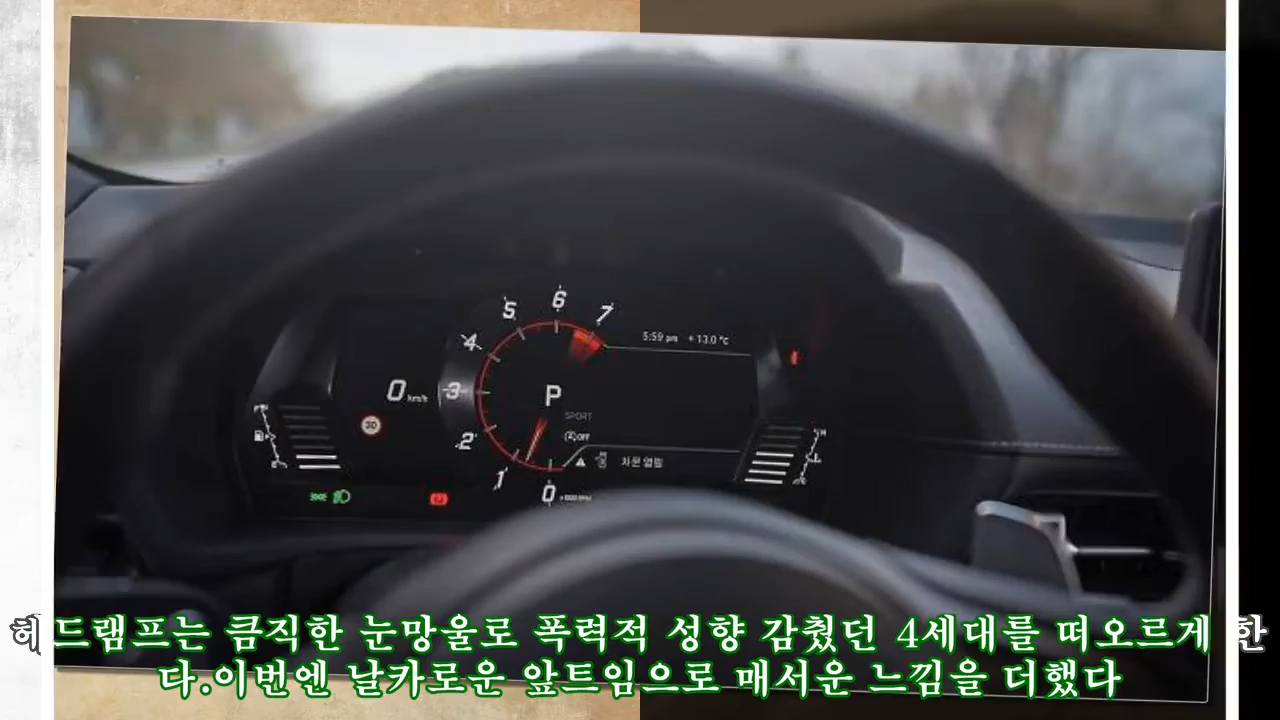 5 6 7
4
5:59 pm +13.0 °C
0 km/h 3 P
30
SPORT
2
OFF
차문 열림
1
0
헤드램프는 큼직한 눈망울로 폭력적 성향 감췄던 4세대를 떠오르게 한
다.이번엔 날카로운 앞트임으로 매서운 느낌을 더했다